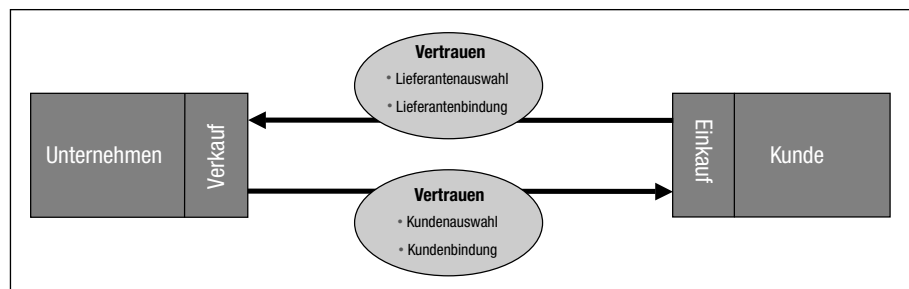 Vertrauen
• Lieferantenauswahl
• Lieferantenbindung
Unternehmen
Verkauf
Einkauf
Kunde
Vertrauen
• Kundenauswahl
• Kundenbindung